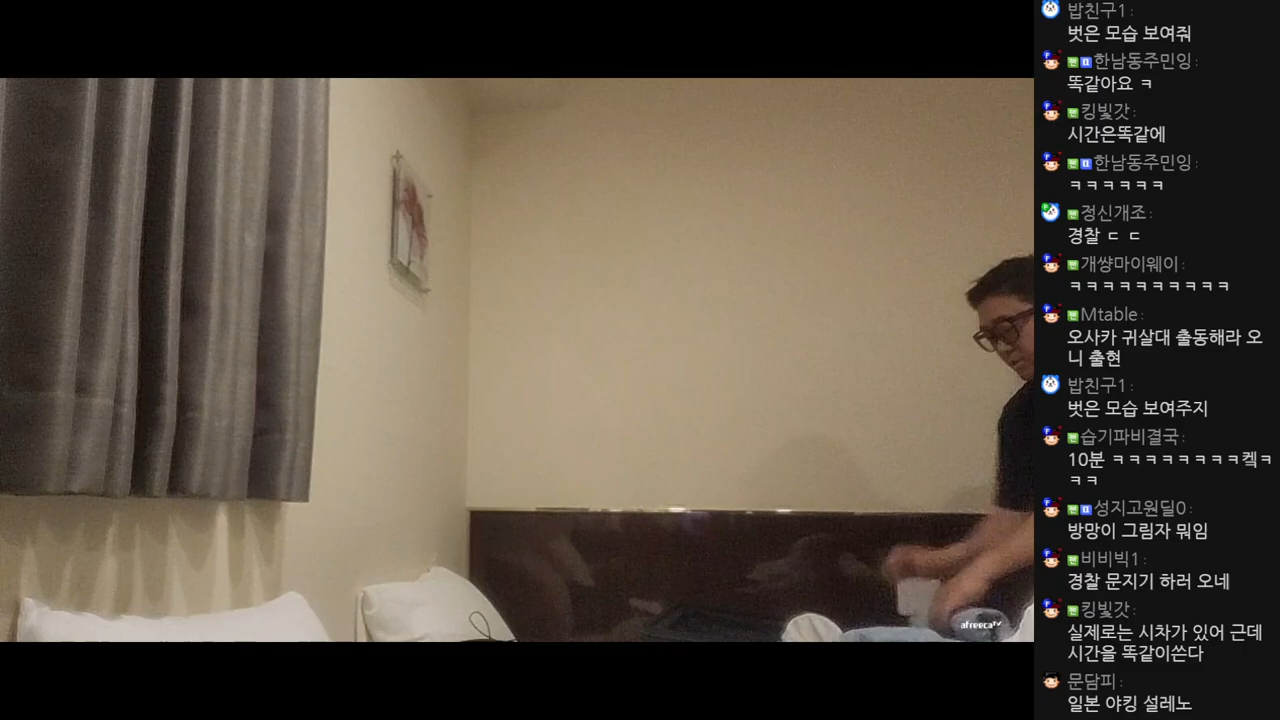 밥친구1:
벗은 모습 보여줘
한남동주민잉:
똑같아요 ㅋ
킹빛갓:
시간은똑같에
한남동주민잉:
ㅋㅋㅋㅋㅋㅋ
정신개조:
경찰 ㄷ ㄷ
개썅마이웨이:
ㅋㅋㅋㅋㅋㅋㅋㅋㅋㅋ
Mtable:
오사카 귀살대 출동해라 오
니 출현
밥친구1:
벗은 모습 보여주지
습기파비결국:
10분 ㅋㅋㅋㅋㅋㅋㅋㅋ켁ㅋ
ㅋㅋ
성지고원딜0:
방망이 그림자 뭐임
비비빅1:
경찰 문지기 하러 오네
킹빛갓:
실제로는 시차가 있어 근데
시간을 똑같이쓴다
문담피:
일본 야킹 설레노
afreecaTV